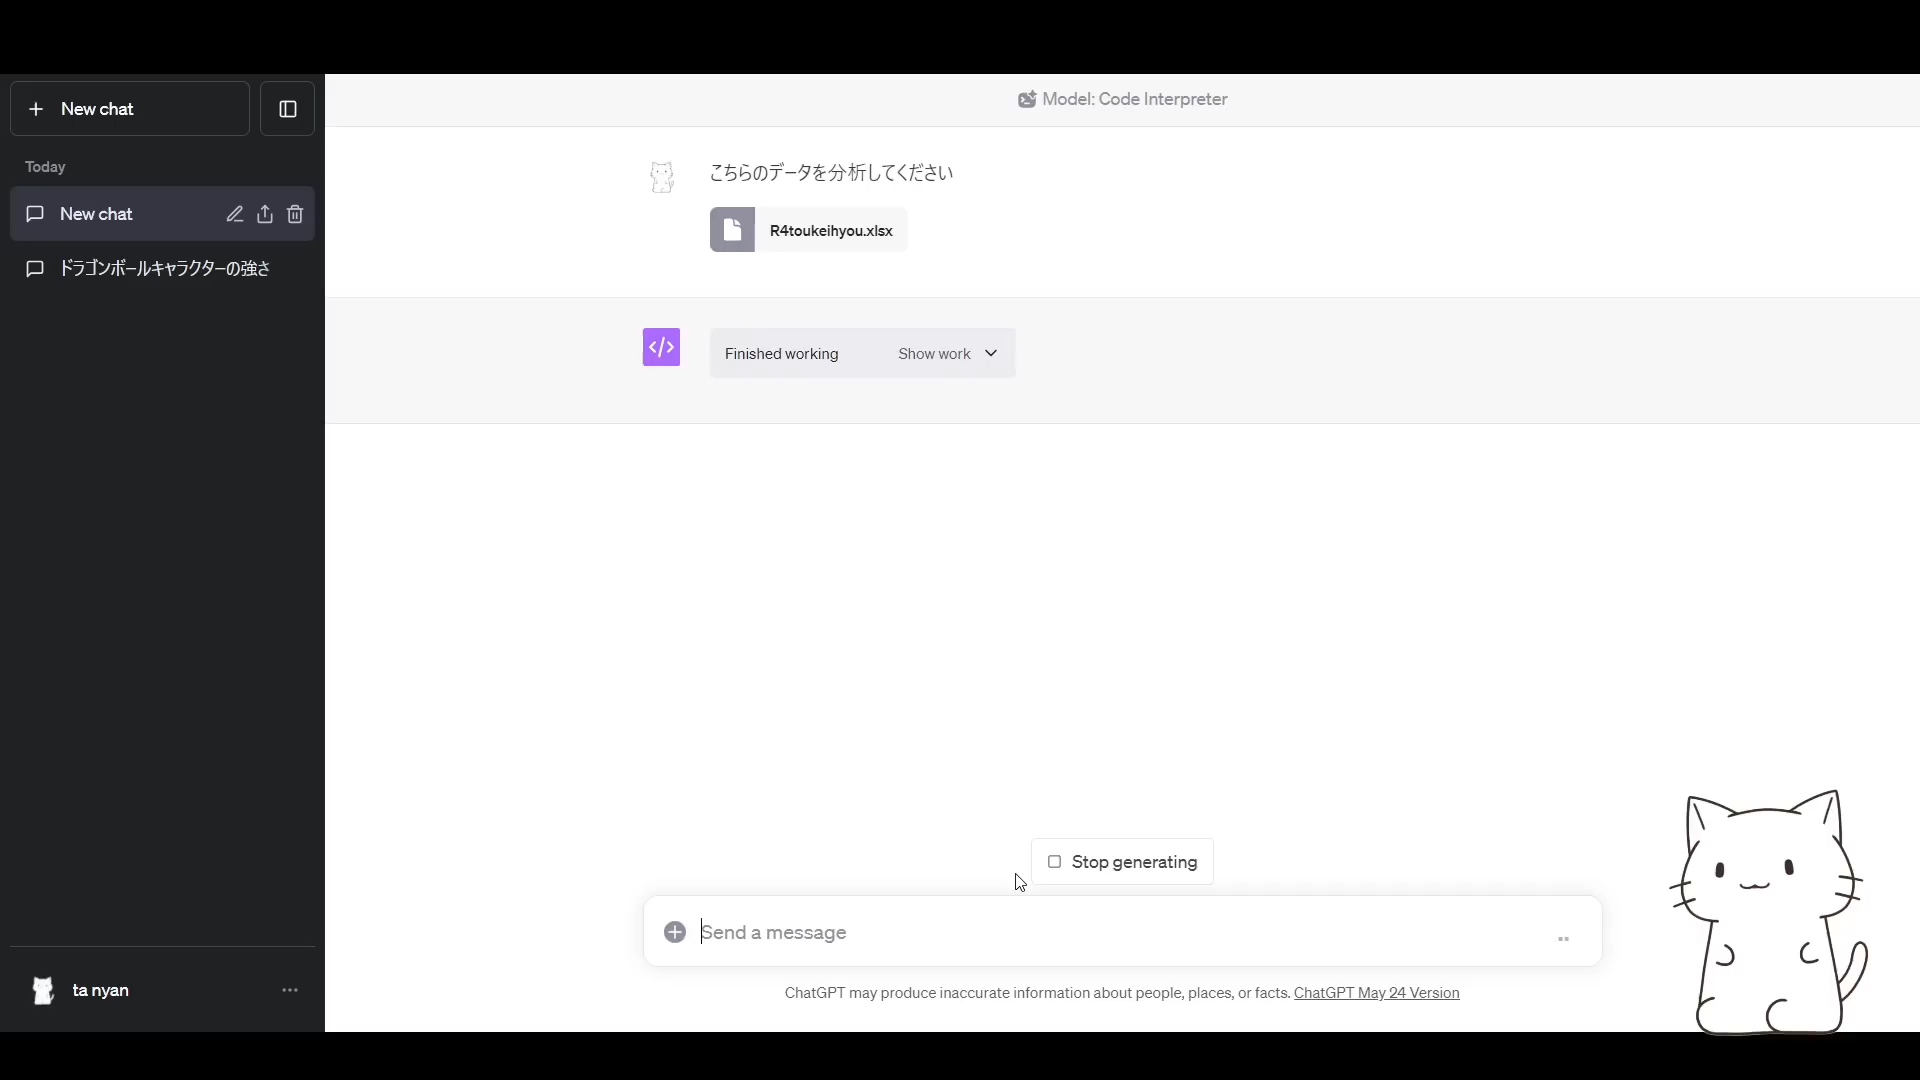 New chat
Today
New chat
ドラゴンボールキャラクターの強さ
ta nyan
Model: Code Interpreter
こちらのデータを分析してください
R4toukeihyou.xlsx
Finished working Show work
Stop generating
Send a message
ChatGPT may produce inaccurate information about people, places, or facts. ChatGPT May 24 Version